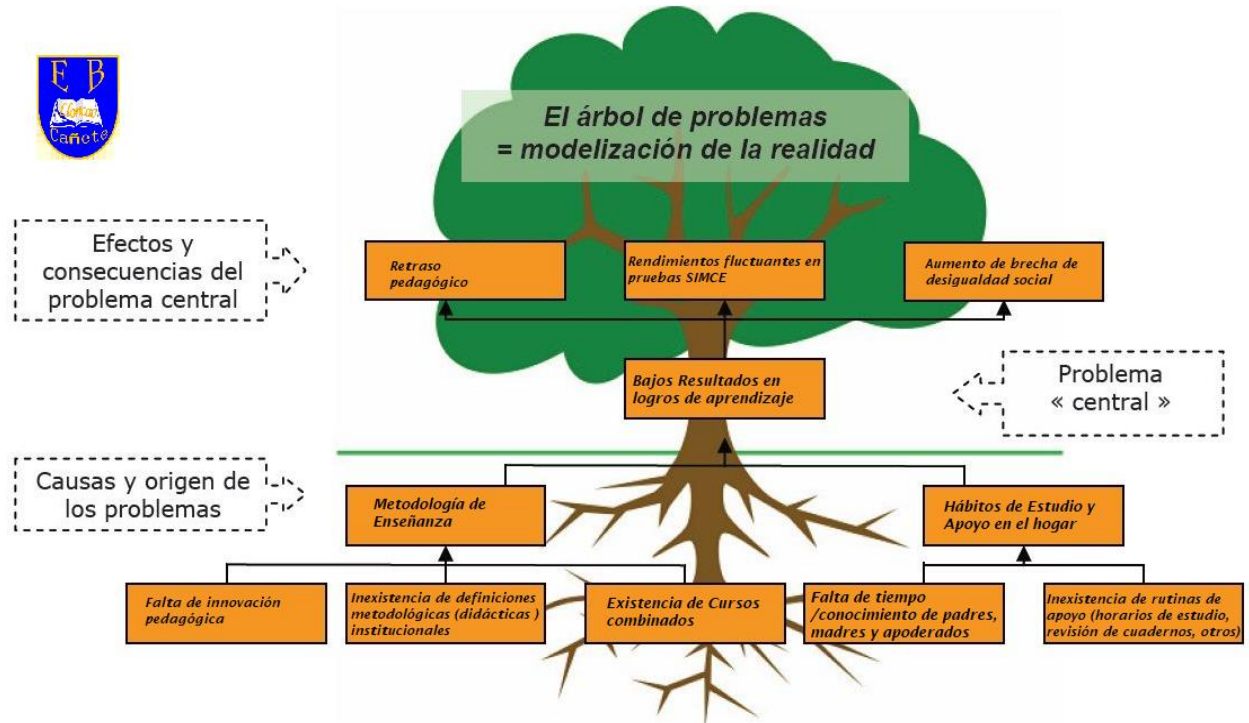 E B
Cloncao
Cañete
El árbol de problemas
= modelización de la realidad
Efectos y
consecuencias del
problema central
Retraso
pedagógico
Rendimientos fluctuantes en
pruebas SIMCE
Aumento de brecha de
desigualdad social
Bajos Resultados en
logros de aprendizaje
Problema
« central »
Causas y origen de
los problemas
Metodología de
Enseñanza
Hábitos de Estudio y
Apoyo en el hogar
Falta de innovación
pedagógica
Inexistencia de definiciones
metodológicas (didácticas )
institucionales
Existencia de Cursos
combinados
Falta de tiempo
/conocimiento de padres,
madres y apoderados
Inexistencia de rutinas de
apoyo (horarios de estudio,
revisión de cuadernos, otros)